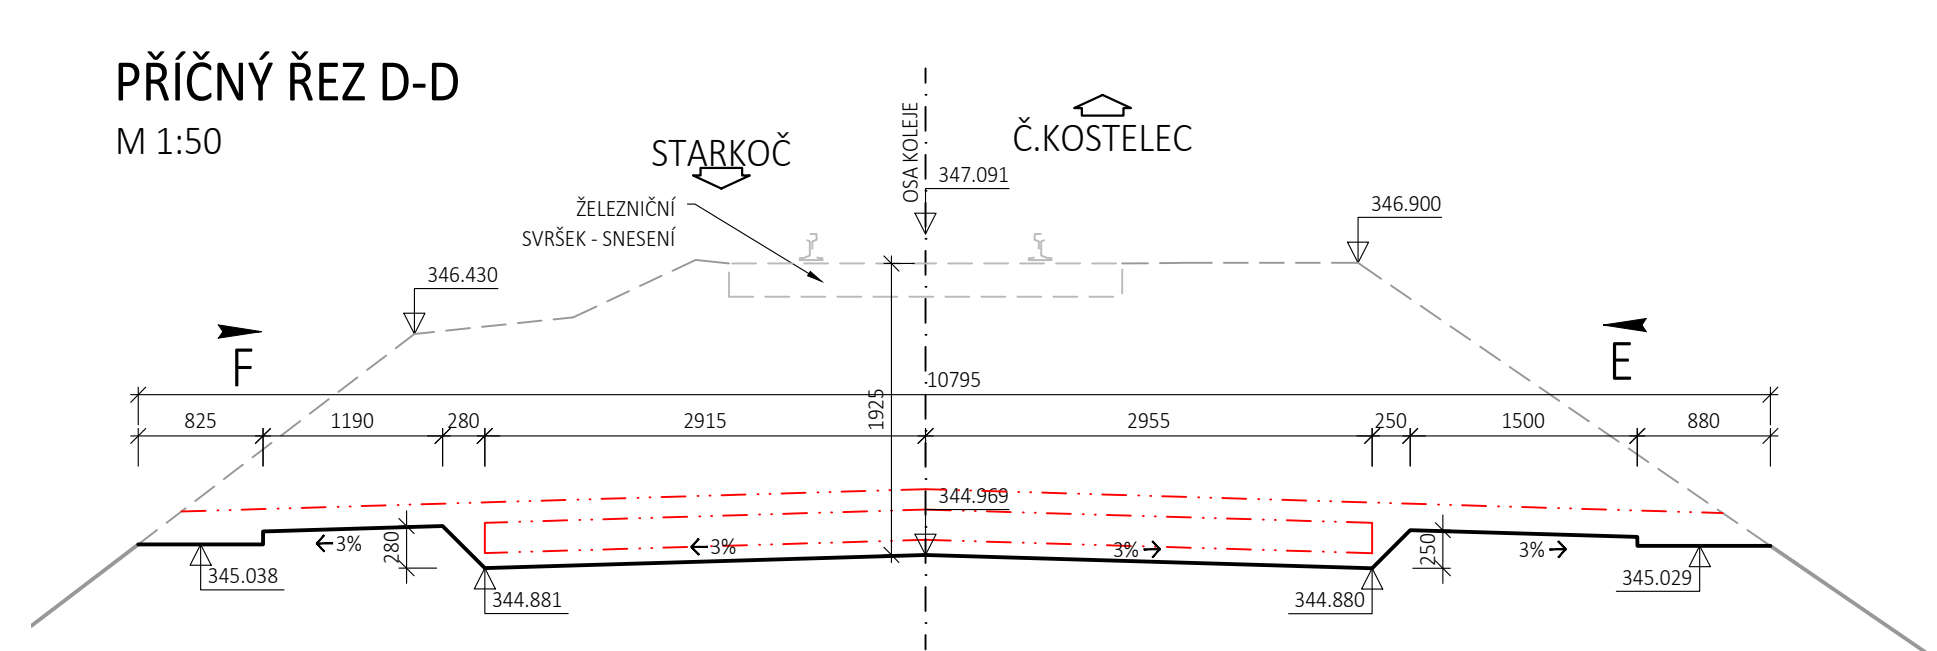 PŘÍČNÝ ŘEZ D-D
M 1:50
STARKOČ
OSA KOLEJE
Č.KOSTELEC
347.091
ŽELEZNIČNÍ
SVRŠEK - SNESENÍ
346.900
346.430
F
E
10795
825
1190
280
2915
1925
2955
250
1500
880
344.969
3%
280
3%
3%
250
3%
345.038
344.881
344.880
345.029